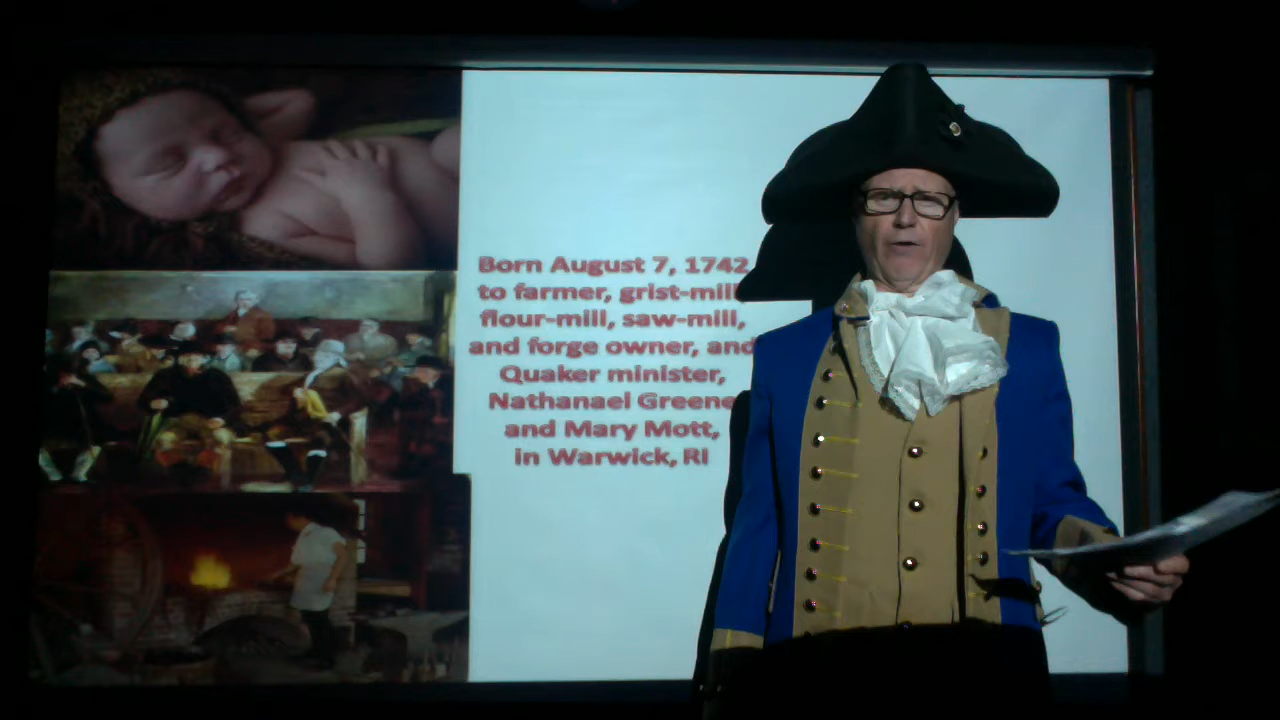 Born August 7, 1742
to farmer, grist-mill
flour-mill, saw-mill,
and forge owner, and
Quaker minister,
Nathanael Greene
and Mary Mott,
in Warwick, RI